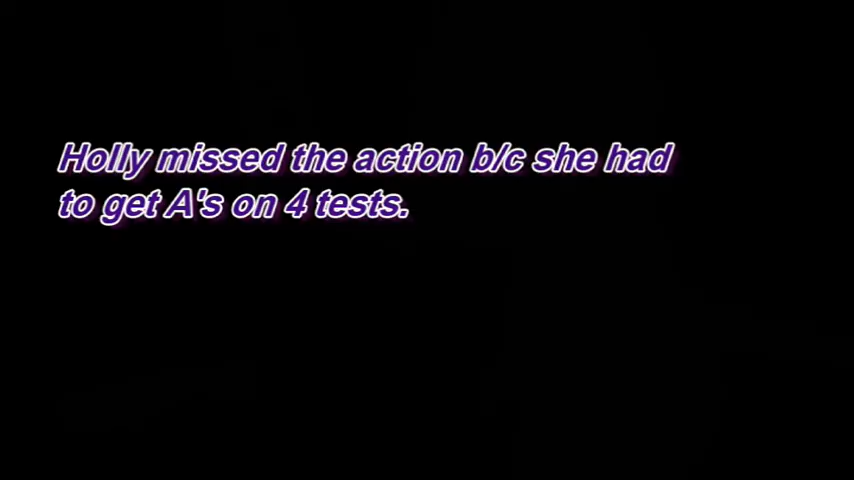 Holly missed the action b/c she had
to get A's on 4 tests.